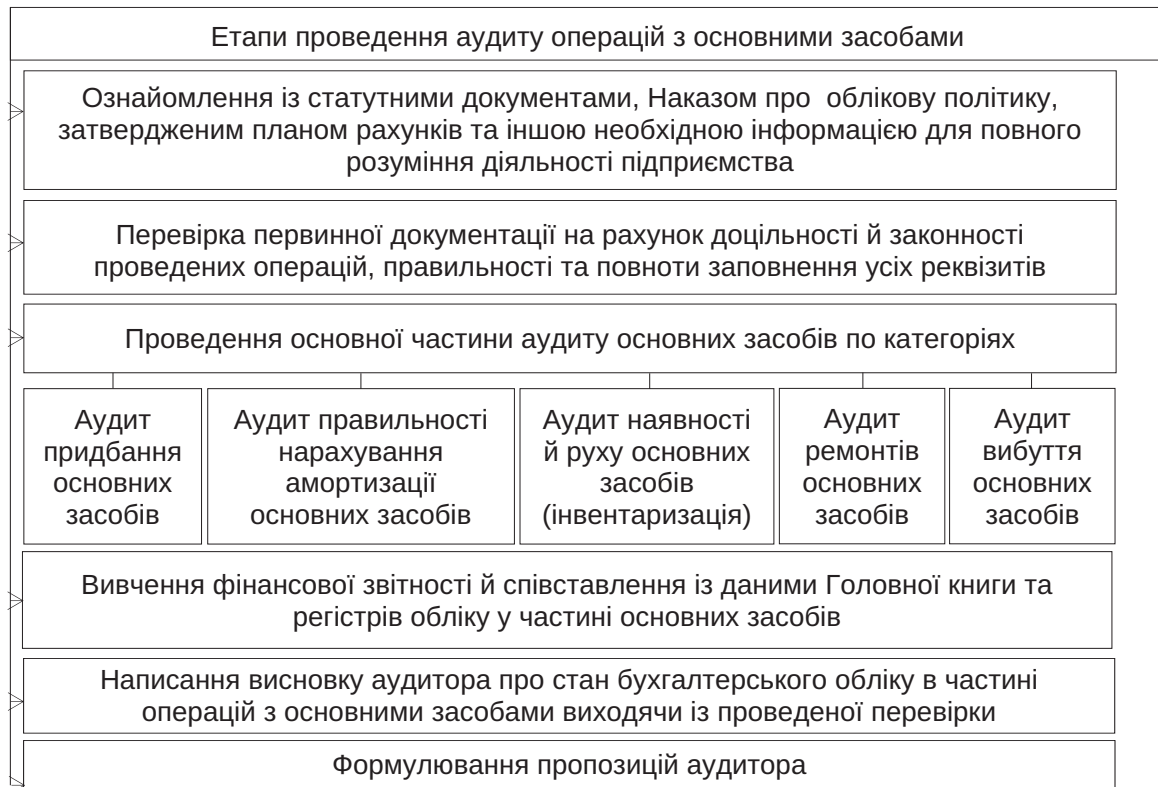 Етапи проведення аудиту операцій з основними засобами
Ознайомлення із статутними документами, Наказом про облікову політику,
затвердженим планом рахунків та іншою необхідною інформацією для повного
розуміння діяльності підприємства
Перевірка первинної документації на рахунок доцільності й законності
проведених операцій, правильності та повноти заповнення усіх реквізитів
Проведення основної частини аудиту основних засобів по категоріях
Аудит
придбання
основних
засобів
Аудит правильності
нарахування
амортизації
основних засобів
Аудит наявності
й руху основних
засобів
(інвентаризація)
Аудит
ремонтів
основних
засобів
Аудит
вибуття
основних
засобів
Вивчення фінансової звітності й співставлення із даними Головної книги та
регістрів обліку у частині основних засобів
Написання висновку аудитора про стан бухгалтерського обліку в частині
операцій з основними засобами виходячи із проведеної перевірки
Формулювання пропозицій аудитора